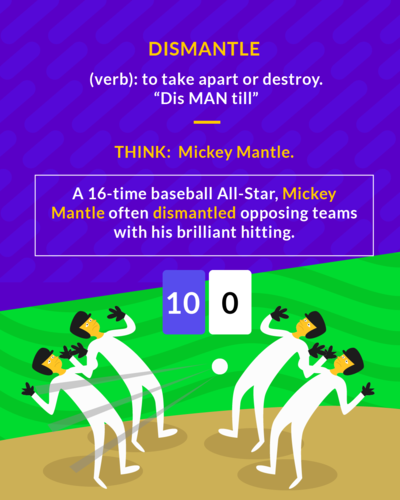 DISMANTLE
(verb): to take apart or destroy.
“Dis MAN till”
THINK: Mickey Mantle.
A 16-time baseball All-Star, Mickey
Mantle often dismantled opposing teams
with his brilliant hitting.
10 0